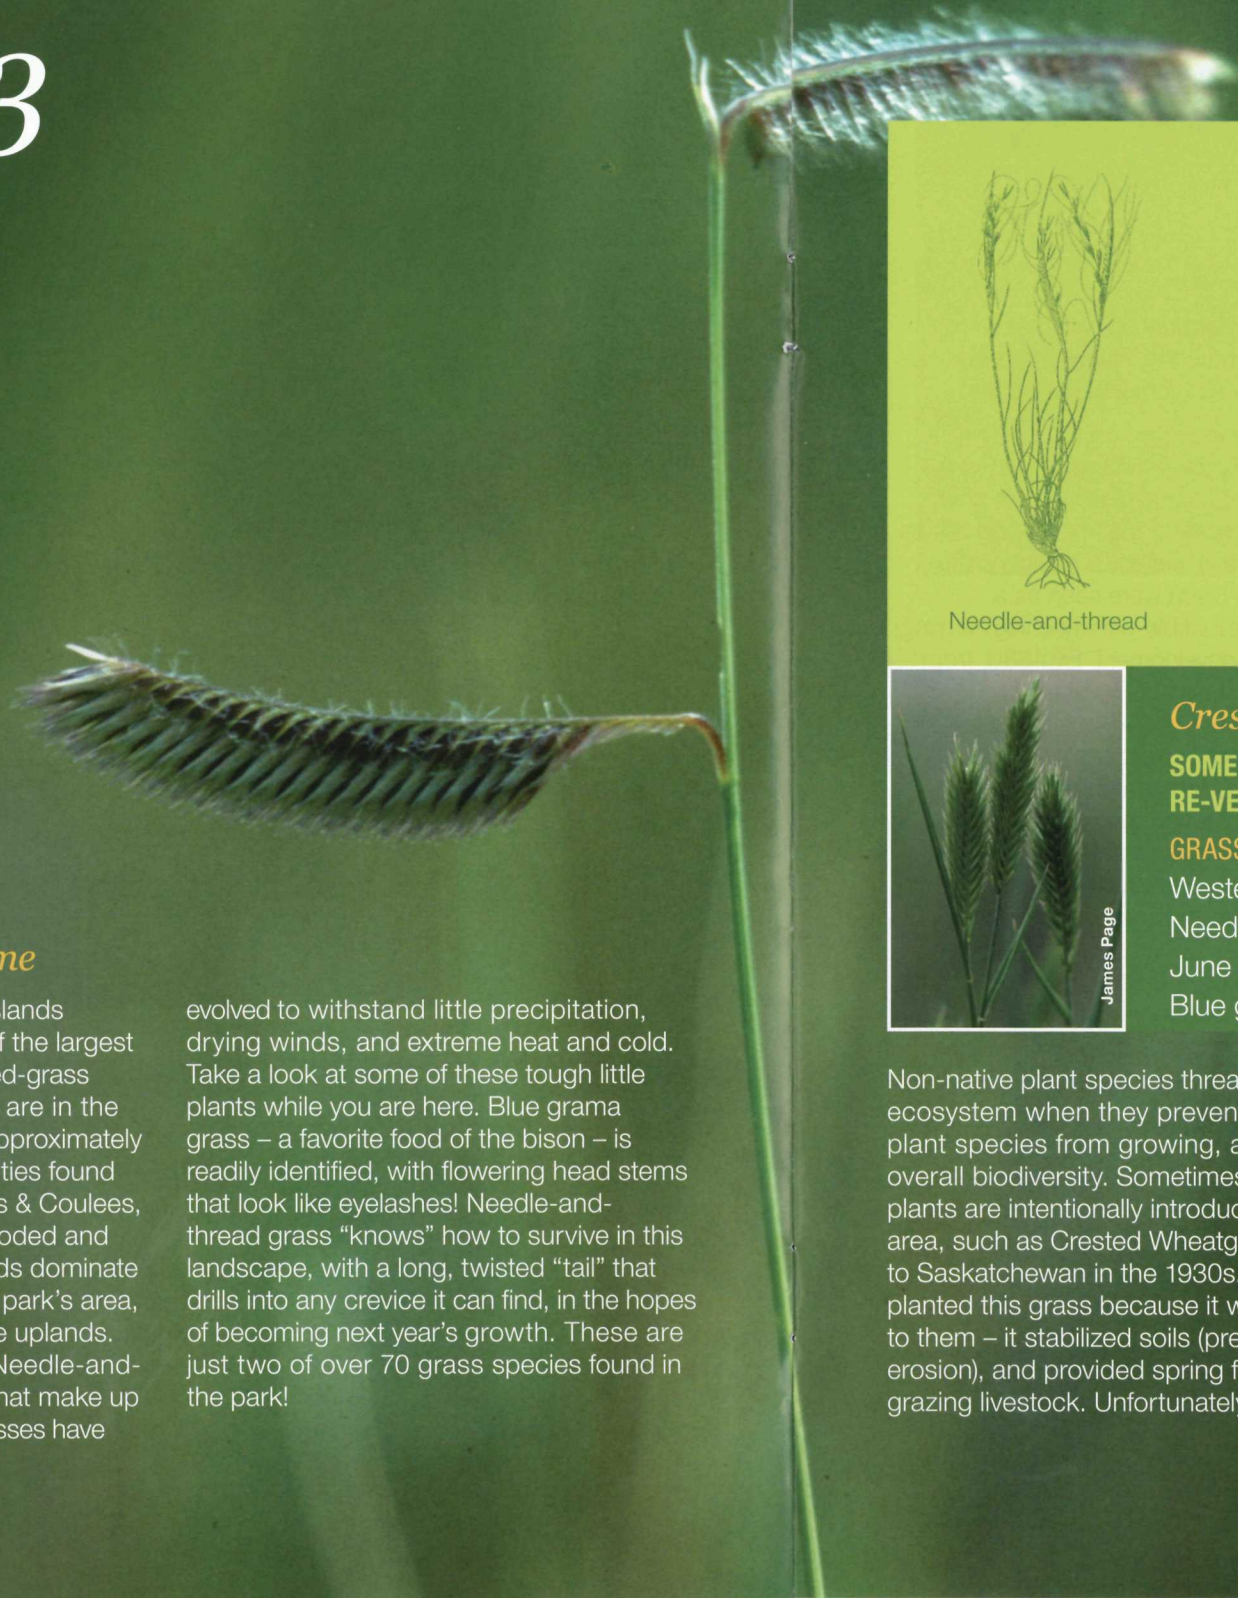 3
ne
slands
f the largest
ed-grass
are in the
pproximately
ties found
s & Coulees,
oded and
ds dominate
park's area,
e uplands.
Needle-and-
hat make up
sses have
evolved to withstand little precipitation,
drying winds, and extreme heat and cold.
Take a look at some of these tough little
plants while you are here. Blue grama
grass – a favorite food of the bison – is
readily identified, with flowering head stems
that look like eyelashes! Needle-and-
thread grass “knows” how to survive in this
landscape, with a long, twisted “tail” that
drills into any crevice it can find, in the hopes
of becoming next year's growth. These are
just two of over 70 grass species found in
the park!
Needle-and-thread
James Page
Cres
SOME
RE-VE
GRASS
Weste
Need
June
Blue g
Non-native plant species threa
ecosystem when they preven
plant species from growing, a
overall biodiversity. Sometimes
plants are intentionally introduc
area, such as Crested Wheatg
to Saskatchewan in the 1930s.
planted this grass because it w
to them – it stabilized soils (pre
erosion), and provided spring f
grazing livestock. Unfortunately